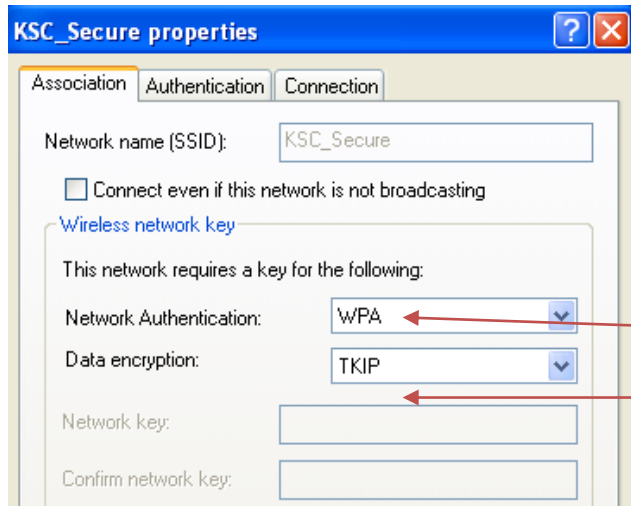 KSC_Secure properties
Association Authentication Connection
Network name (SSID): KSC_Secure
Connect even if this network is not broadcasting
Wireless network key
This network requires a key for the following:
Network Authentication: WPA
Data encryption: TKIP
Network key:
Confirm network key: